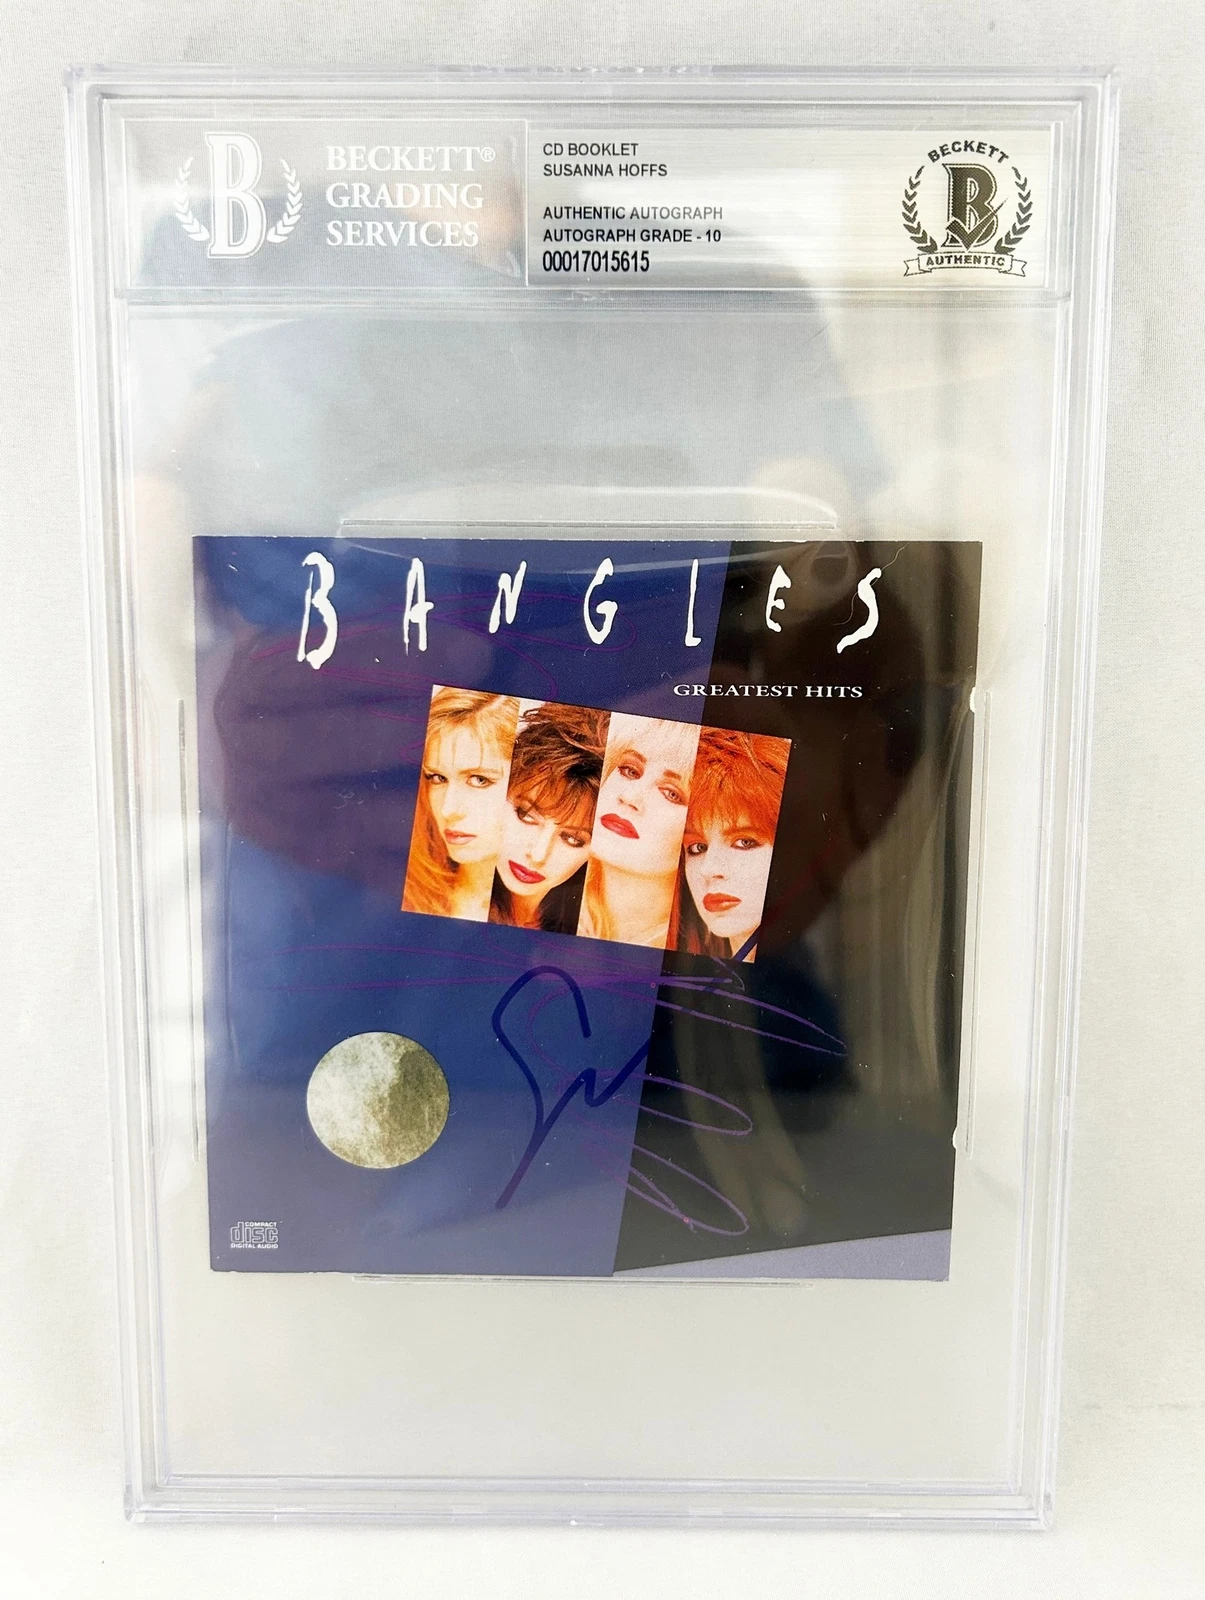 BECKETT®
GRADING
SERVICES
B
CD BOOKLET
SUSANNA HOFFS
AUTHENTIC AUTOGRAPH
AUTOGRAPH GRADE - 10
00017015615
BECKETT
B
AUTHENTIC
BANGLES
GREATEST HITS
COMPACT
disc
DIGITAL AUDIO